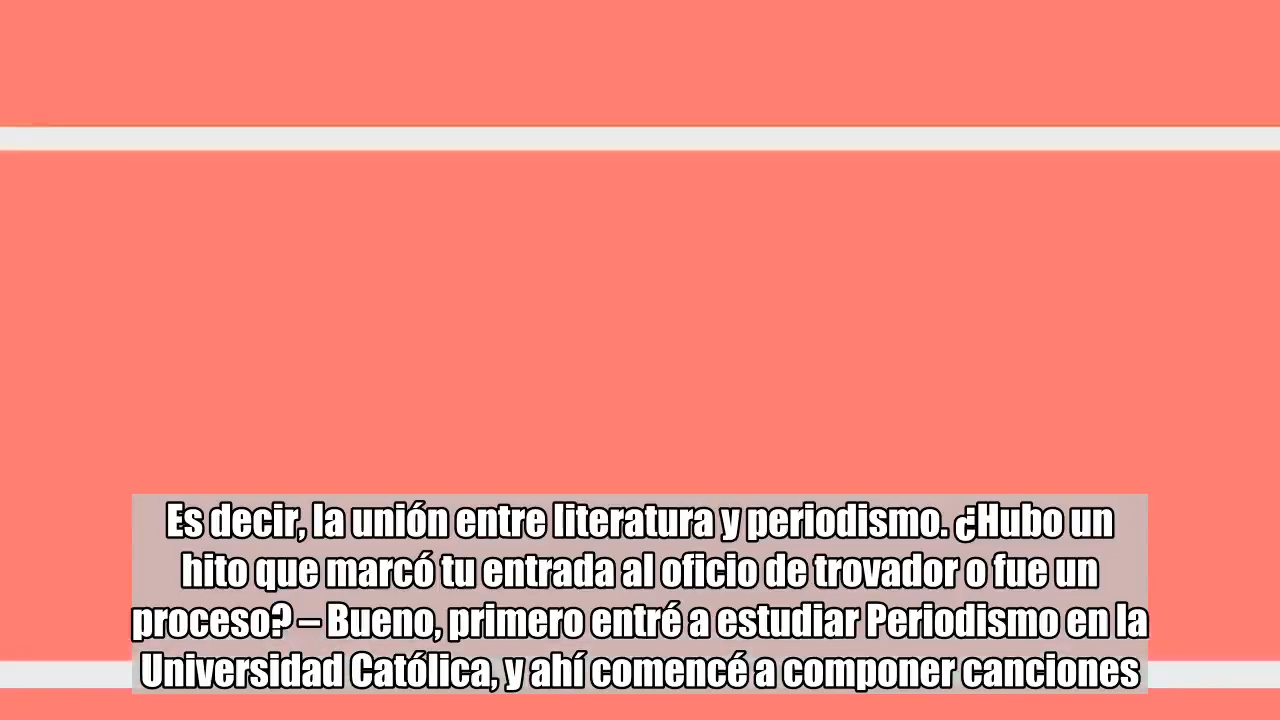 Es decir, la unión entre literatura y periodismo. ¿Hubo un
hito que marcó tu entrada al oficio de trovador o fue un
proceso? – Bueno, primero entré a estudiar Periodismo en la
Universidad Católica, y ahí comencé a componer canciones